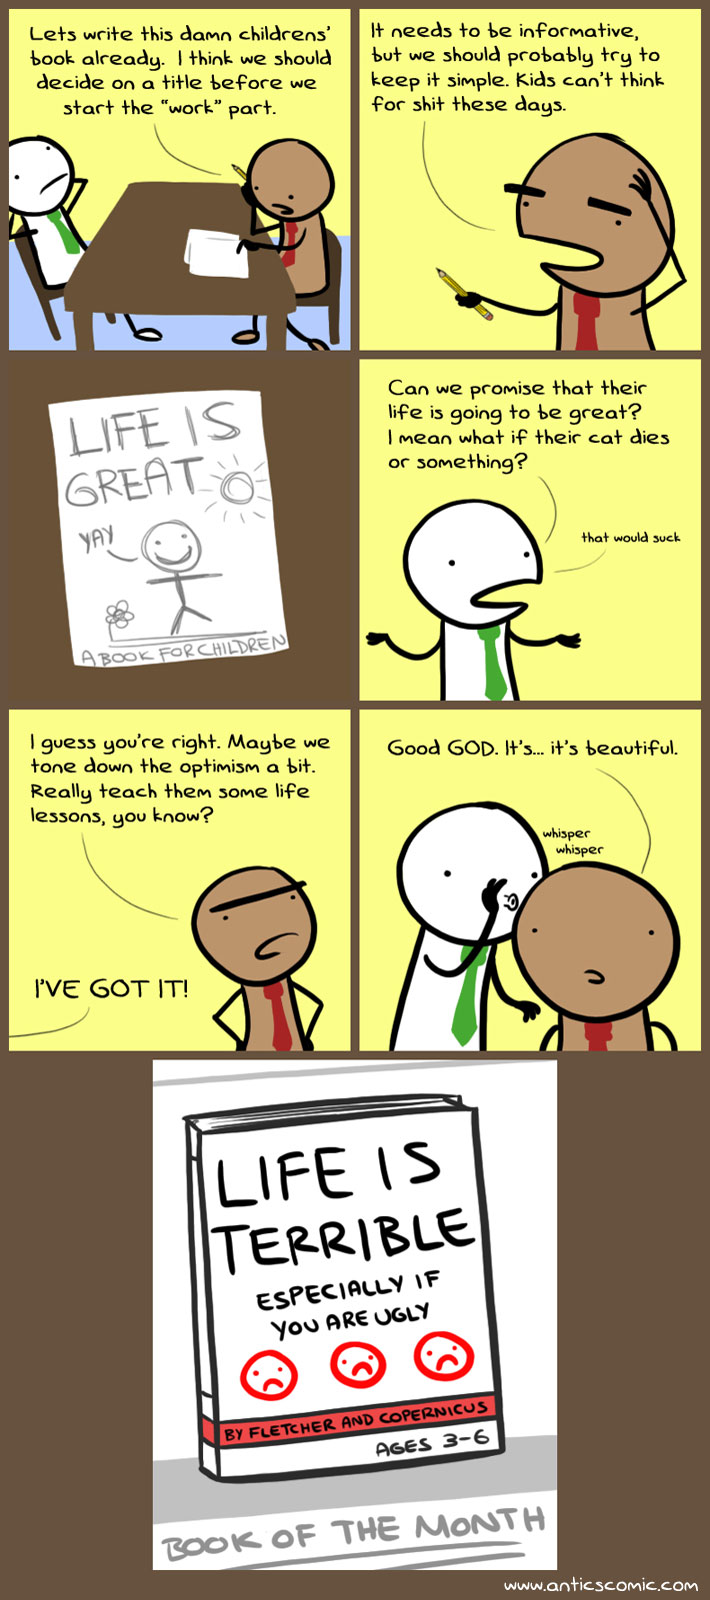 Lets write this damn childrens'
book already. I think we should
decide on a title before we
start the "work" part.
It needs to be informative,
but we should probably try to
keep it simple. Kids can't think
for shit these days.
LIFE IS
GREAT
YAY
A BOOK FOR CHILDREN
Can we promise that their
life is going to be great?
I mean what if their cat dies
or something?
that would suck
I guess you're right. Maybe we
tone down the optimism a bit.
Really teach them some life
lessons, you know?
I'VE GOT IT!
Good GOD. It's... it's beautiful.
whisper
whisper
LIFE IS
TERRIBLE
ESPECIALLY IF
YOU ARE UGLY
BY FLETCHER AND COPERNICUS
AGES 3-6
BOOK OF THE MONTH
www.anticscomic.com